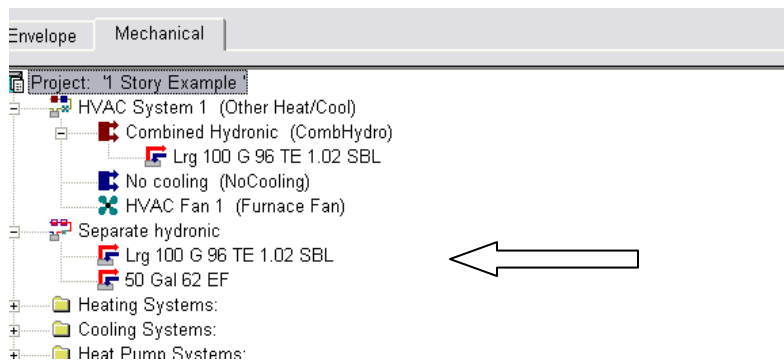 Envelope Mechanical
Project: '1 Story Example '
HVAC System 1 (Other Heat/Cool)
Combined Hydronic (CombHydro)
Lrg 100 G 96 TE 1.02 SBL
No cooling (NoCooling)
HVAC Fan 1 (Furnace Fan)
Separate hydronic
Lrg 100 G 96 TE 1.02 SBL
50 Gal 62 EF
Heating Systems:
Cooling Systems:
Heat Pump Systems: